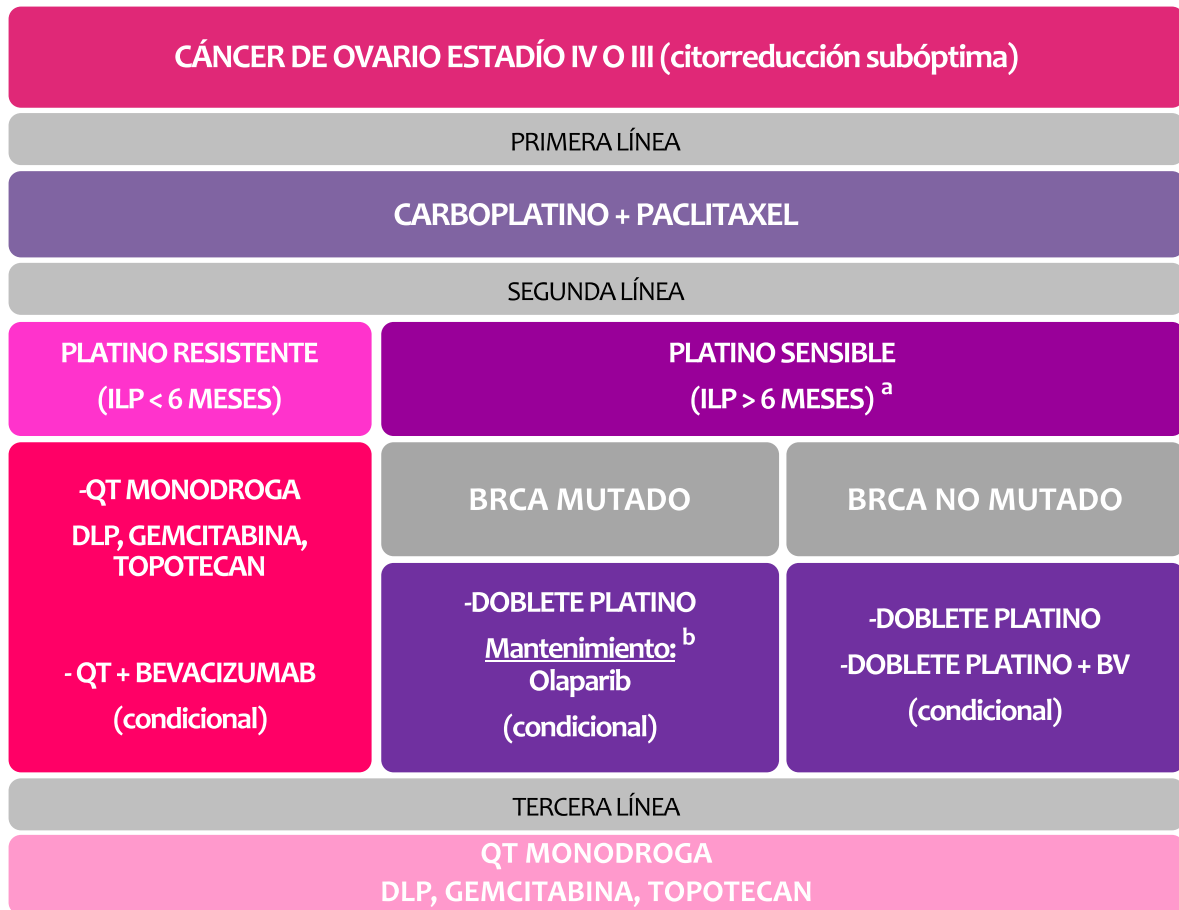 CÁNCER DE OVARIO ESTADÍO IV O III (citorreducción subóptima)
PRIMERA LÍNEA
CARBOPLATINO + PACLITAXEL
SEGUNDA LÍNEA
PLATINO RESISTENTE
(ILP < 6 MESES)
PLATINO SENSIBLE
(ILP > 6 MESES) a
-QT MONODROGA
DLP, GEMCITABINA,
TOPOTECAN
- QT + BEVACIZUMAB
(condicional)
BRCA MUTADO
-DOBLETE PLATINO
Mantenimiento: b
Olaparib
(condicional)
BRCA NO MUTADO
-DOBLETE PLATINO
-DOBLETE PLATINO + BV
(condicional)
TERCERA LÍNEA
QT MONODROGA
DLP, GEMCITABINA, TOPOTECAN